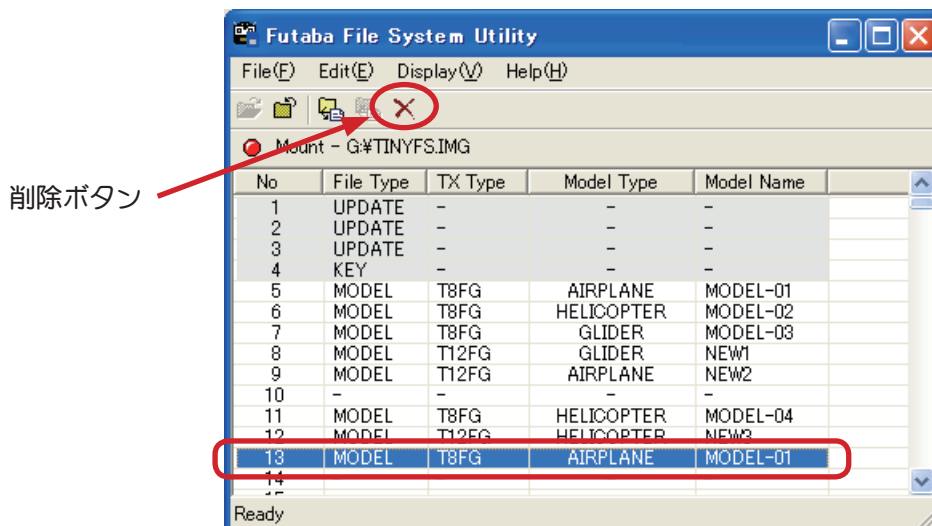 Futaba File System Utility
File(F) Edit(E) Display(V) Help(H)
Mount - G:¥TINYFS.IMG
削除ボタン
No File Type TX Type Model Type Model Name
1 UPDATE - - -
2 UPDATE - - -
3 UPDATE - - -
4 KEY - - -
5 MODEL T8FG AIRPLANE MODEL-01
6 MODEL T8FG HELICOPTER MODEL-02
7 MODEL T8FG GLIDER MODEL-03
8 MODEL T12FG GLIDER NEW1
9 MODEL T12FG AIRPLANE NEW2
10 - - - -
11 MODEL T8FG HELICOPTER MODEL-04
12 MODEL T12FG HELICOPTER NEW3
13 MODEL T8FG AIRPLANE MODEL-01
14 - - - -
Ready